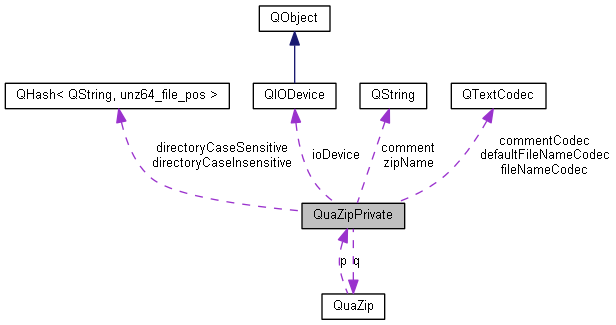 QObject
QHash< QString, unz64_file_pos >
QIODevice
QString
QTextCodec
directoryCaseSensitive
directoryCaseInsensitive
ioDevice
comment
zipName
commentCodec
defaultFileNameCodec
fileNameCodec
QuaZipPrivate
p
q
QuaZip